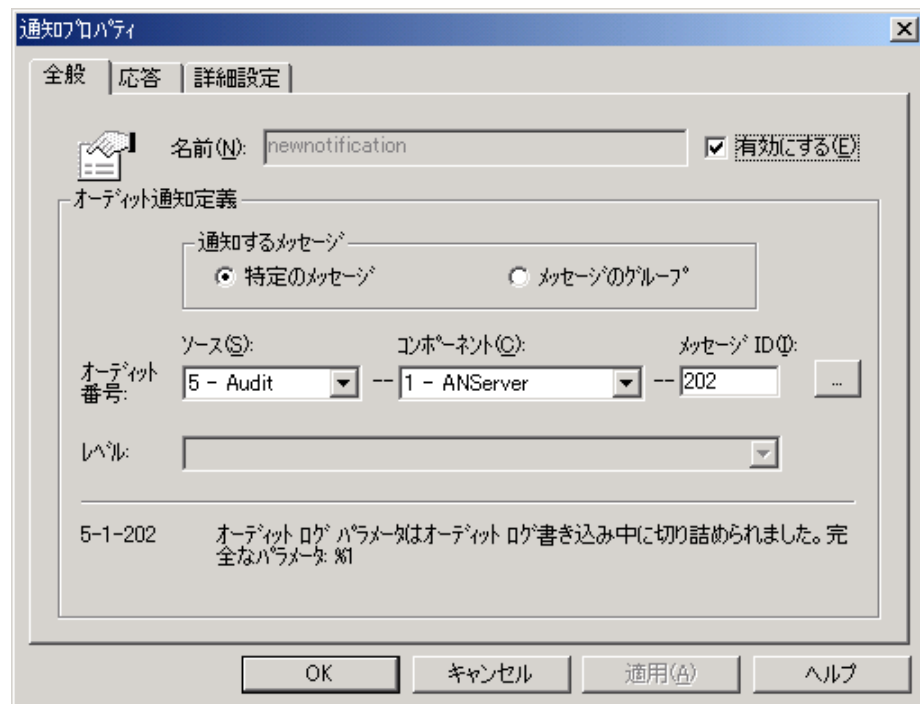 通知プロパティ
全般
応答
詳細設定
名前(N):
newnotification
有効にする(E)
オーディット通知定義
通知するメッセージ
特定のメッセージ
メッセージのグループ
ソース(S):
コンポーネント(C):
メッセージ ID(I):
オーディット
番号:
5 - Audit
--
1 - ANServer
--
202
...
レベル:
5-1-202
オーディット ログ パラメータはオーディット ログ書き込み中に切り詰められました。完
全なパラメータ: %1
OK
キャンセル
適用(A)
ヘルプ